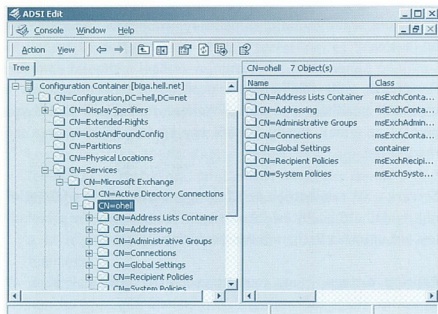 ADSI Edit
Console Window Help
Action View
Tree
CN=ohell 7 Object(s)
Configuration Container [biga.hell.net]
CN=Configuration,DC=hell,DC=net
CN=DisplaySpecifiers
CN=Extended-Rights
CN=LostAndFoundConfig
CN=Partitions
CN=Physical Locations
CN=Services
CN=Microsoft Exchange
CN=Active Directory Connections
CN=ohell
CN=Address Lists Container
CN=Addressing
CN=Administrative Groups
CN=Connections
CN=Global Settings
CN=Recipient Policies
CN=System Policies
Name Class
CN=Address Lists Container msExchConta...
CN=Addressing msExchConta...
CN=Administrative Groups msExchAdmin...
CN=Connections msExchConta...
CN=Global Settings container
CN=Recipient Policies msExchRecipi...
CN=System Policies msExchSyste...